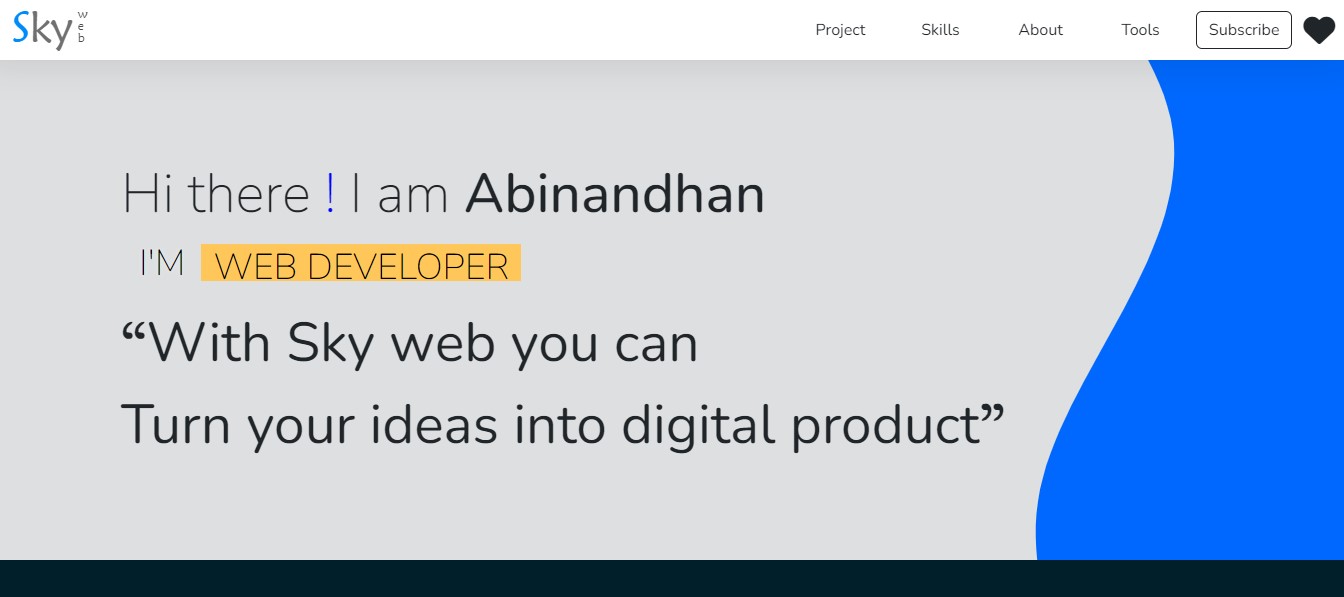 Sky web
Project Skills About Tools Subscribe
Hi there ! I am Abinandhan
I'M WEB DEVELOPER
“With Sky web you can
Turn your ideas into digital product”